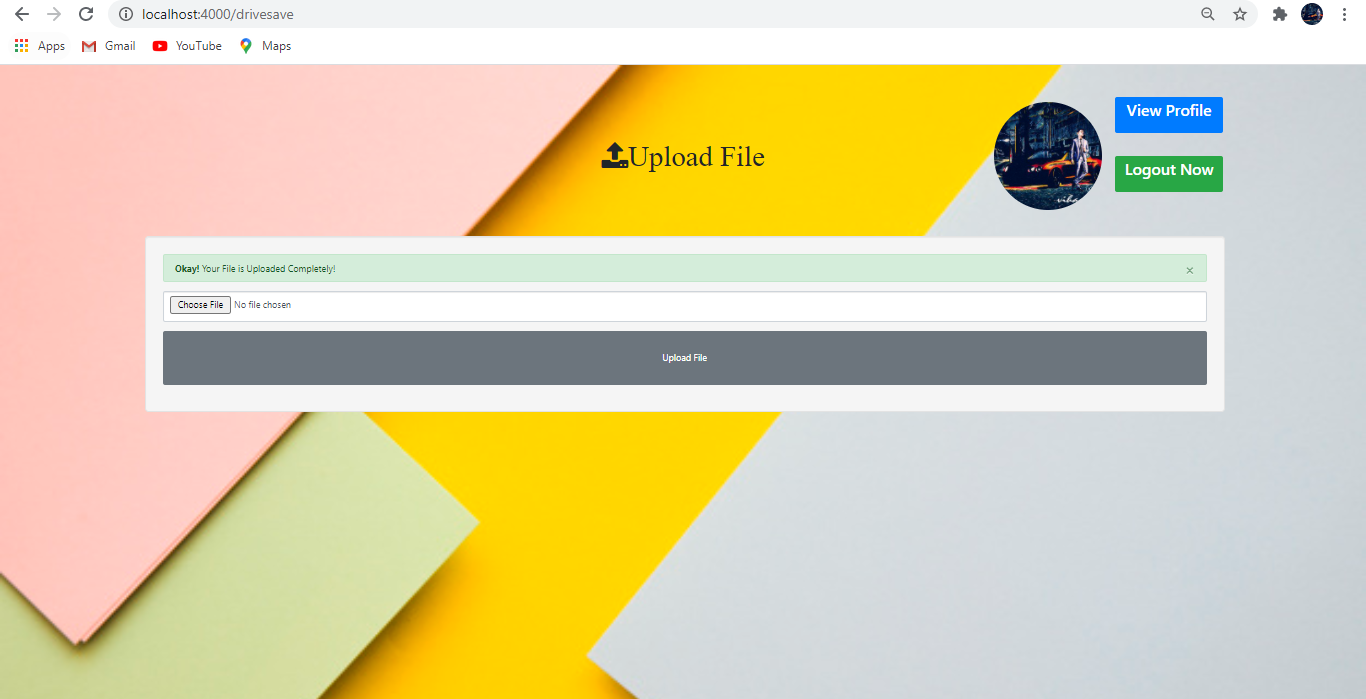 localhost:4000/drivesave
Apps Gmail YouTube Maps
View Profile
Upload File
Logout Now
Okay! Your File is Uploaded Completely!
×
Choose File No file chosen
Upload File